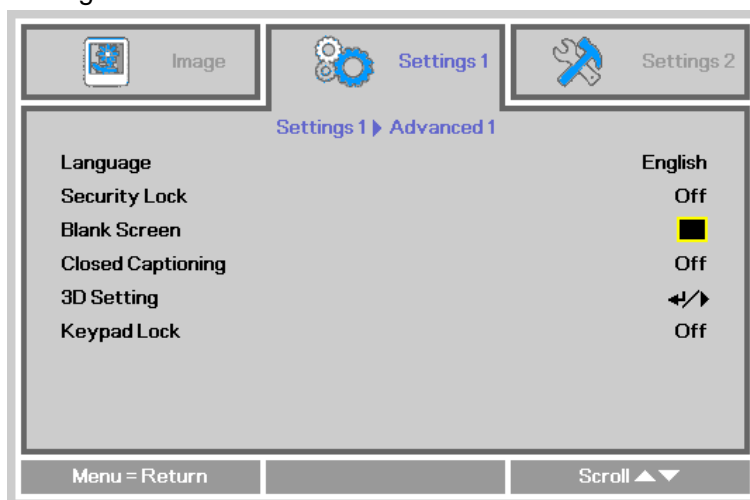 Image
Settings 1
Settings 2
Settings 1 Advanced 1
Language English
Security Lock Off
Blank Screen
Closed Captioning Off
3D Setting
Keypad Lock Off
Menu = Return
Scroll